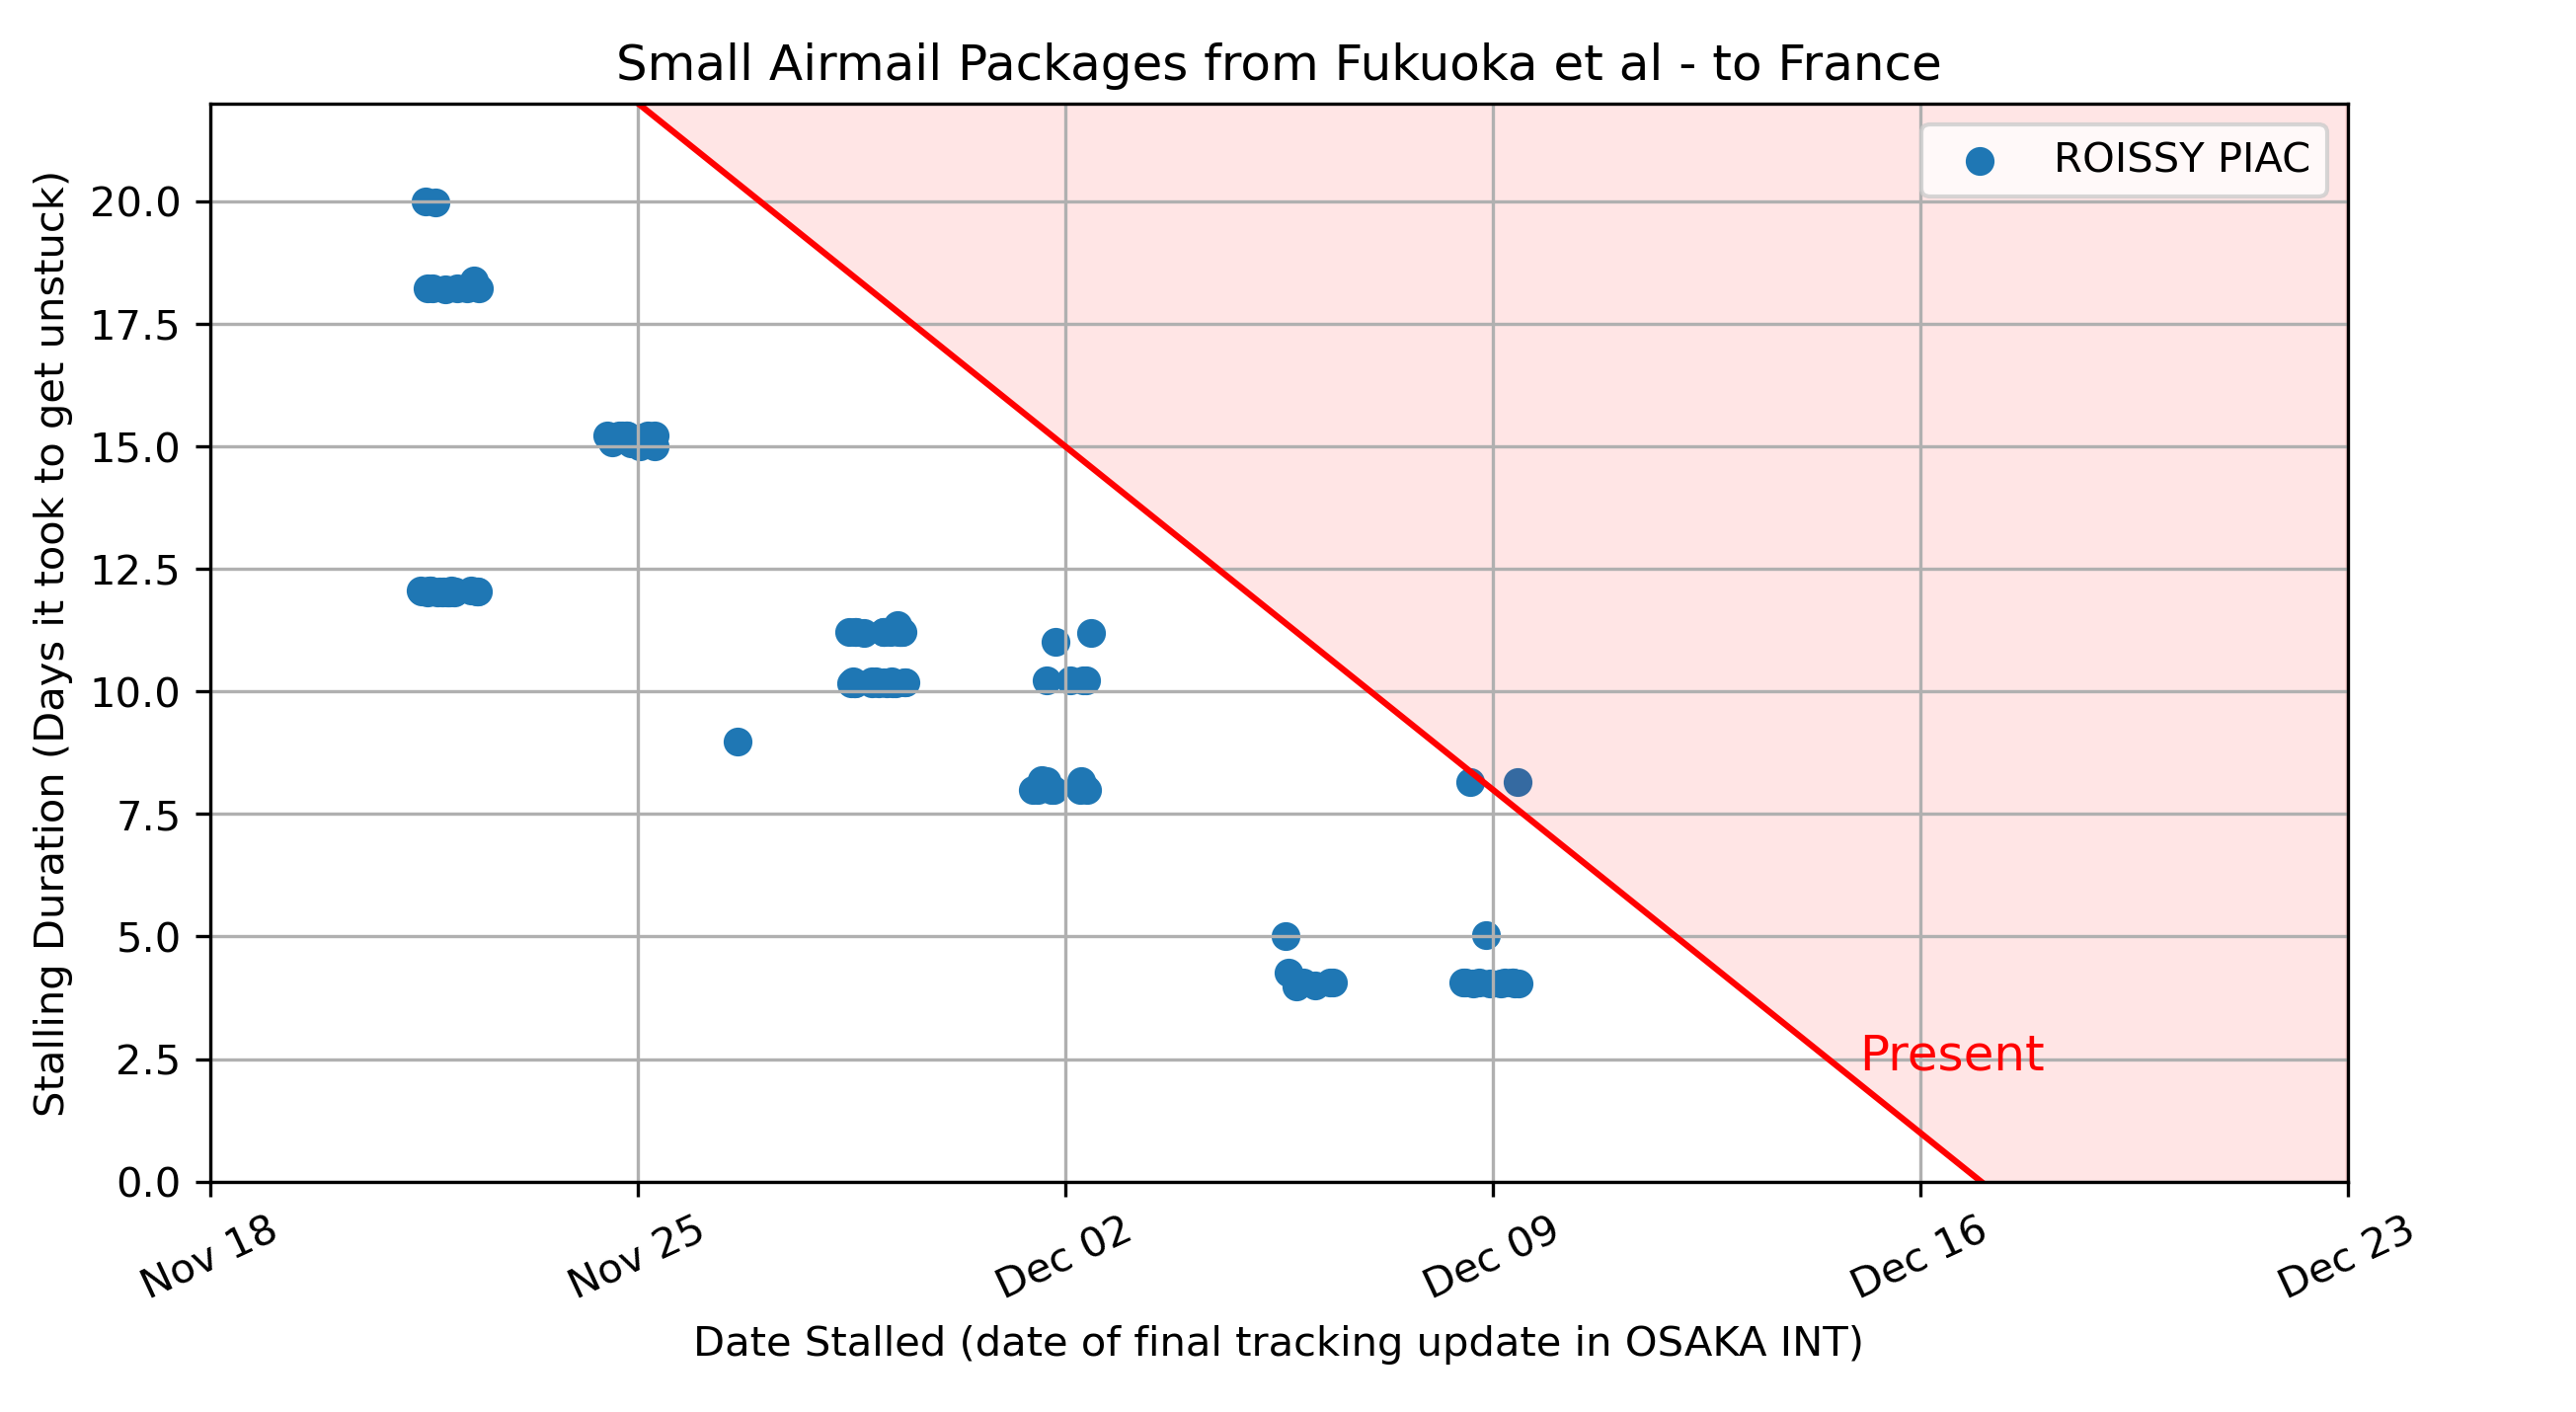 Small Airmail Packages from Fukuoka et al - to France
ROISSY PIAC
Stalling Duration (Days it took to get unstuck)
20.0
17.5
15.0
12.5
10.0
7.5
5.0
2.5
0.0
Present
Nov 18
Nov 25
Dec 02
Dec 09
Dec 16
Dec 23
Date Stalled (date of final tracking update in OSAKA INT)